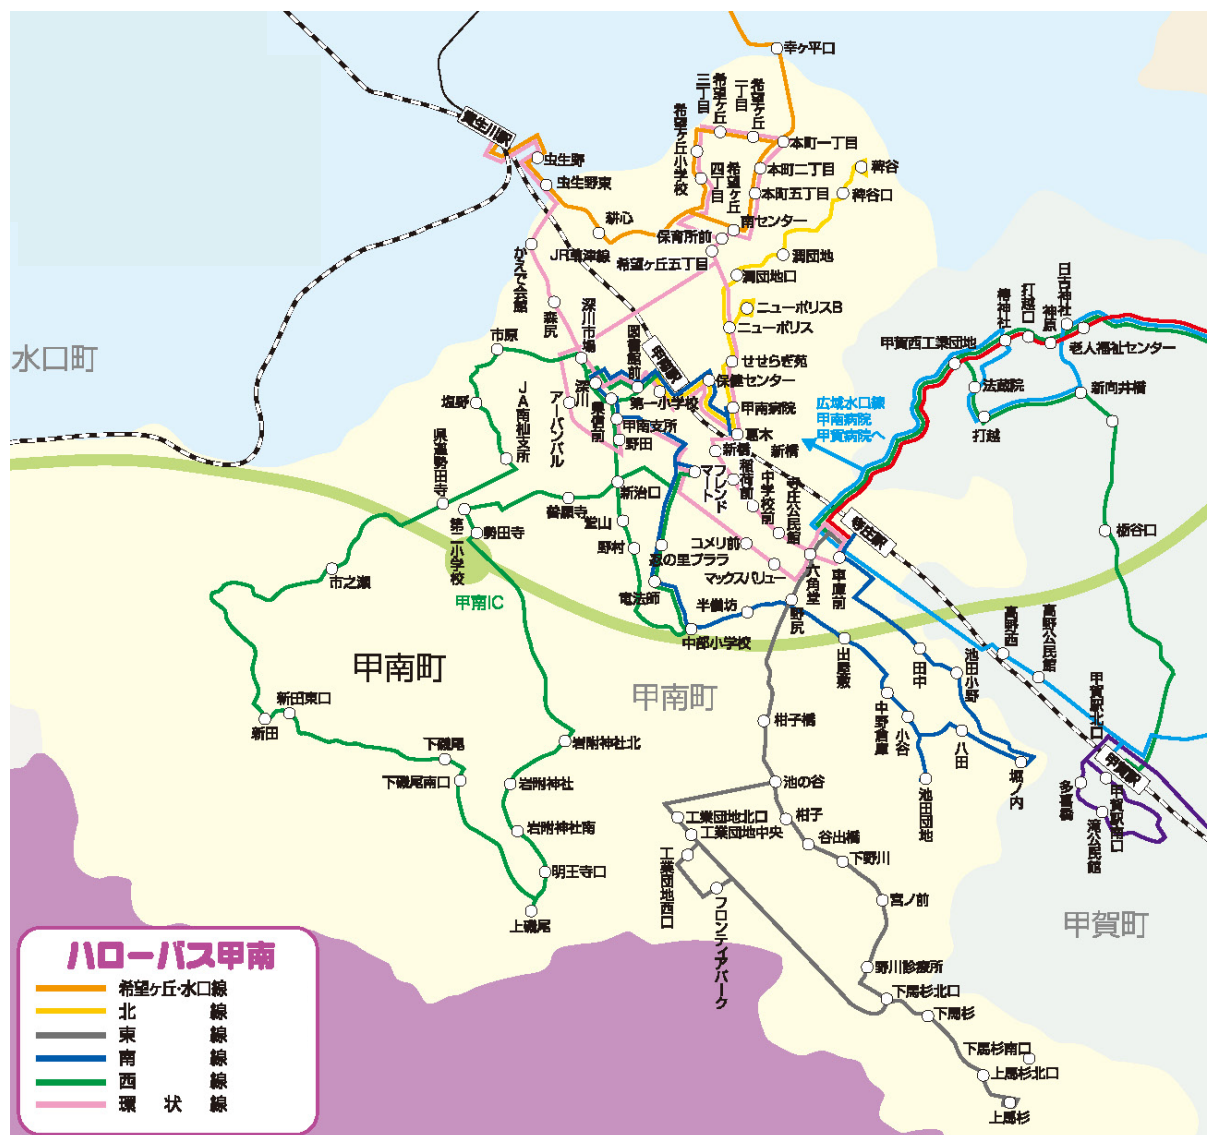 幸ヶ平口
三丁目
希望ヶ丘
二丁目
希望ヶ丘
希望ヶ丘小学校
四丁目
希望ヶ丘
本町一丁目
本町二丁目
本町五丁目
稗谷
稗谷口
貴生川駅
虫生野
虫生野東
耕心
南センター
保育所前
希望ヶ丘五丁目
JR草津線
かえで会館
潤団地
潤団地口
ニューポリスB
ニューポリス
せせらぎ苑
保健センター
甲南病院
葛木
森尻
深川市場
図書館前
甲南駅
市原
水口町
塩野
JA南杣支所
県道勢田寺
アーバンパル
深川
県信前
第一小学校
甲南支所
野田
新橋
新橋
稲荷前
中学校前
寺庄公民館
フレンドマート
広域水口線
甲南病院
甲賀病院へ
甲賀西工業団地
椿神社
打越口
神原
日吉神社
老人福祉センター
法蔵院
打越
新向井橋
栃谷口
寺庄駅
第二小学校
勢田寺
善願寺
新治口
葛山
野村
忍の里プララ
コメリ前
マックスバリュー
六角堂
車庫前
市之瀬
甲南IC
竜法師
半僧坊
野尻
中部小学校
出屋敷
田中
池田小野
高野西
高野公民館
甲南町
甲南町
新田
新田東口
下磯尾
下磯尾南口
岩附神社北
岩附神社
岩附神社南
明王寺口
上磯尾
柑子橋
中野倉庫
小谷
八田
堀ノ内
池田団地
甲賀駅北口
甲賀駅
多喜橋
甲賀駅南口
滝公民館
池の谷
柑子
谷出橋
下野川
宮ノ前
工業団地北口
工業団地中央
工業団地西口
フロンティアパーク
甲賀町
野川診療所
下馬杉北口
下馬杉
下馬杉南口
上馬杉北口
上馬杉
ハローバス甲南
希望ヶ丘・水口線
北 線
東 線
南 線
西 線
環 状 線